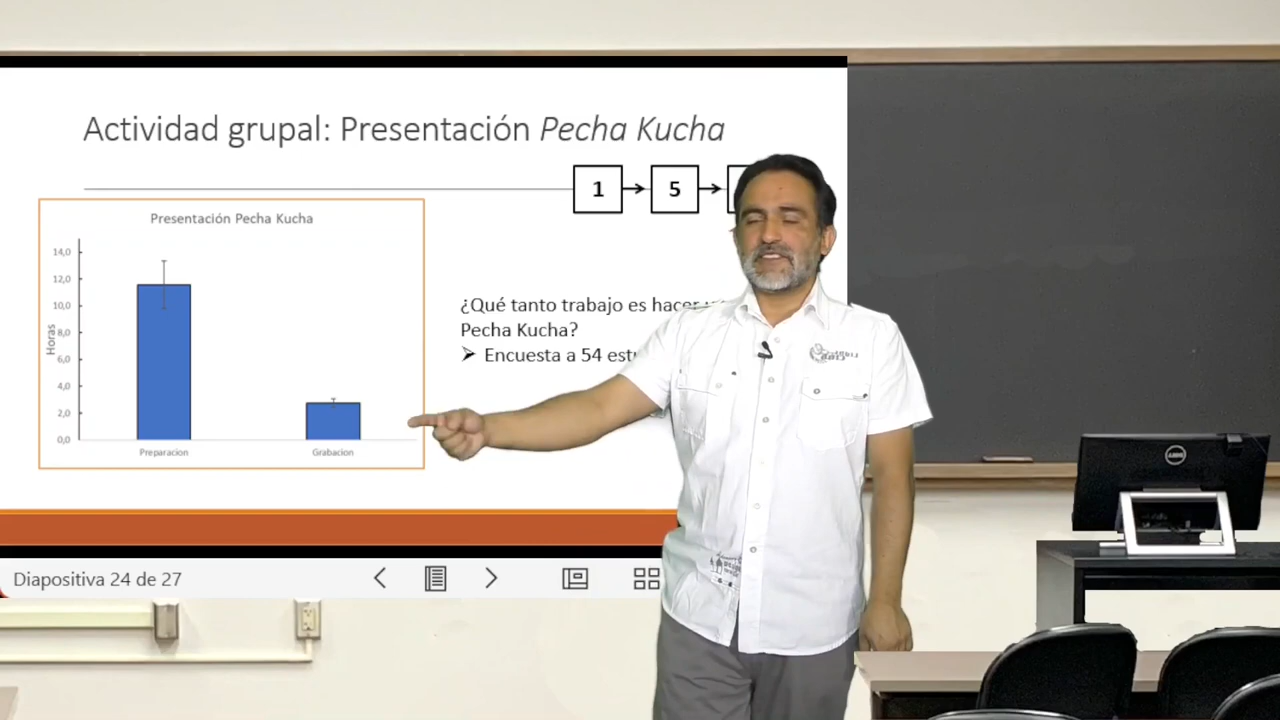 Actividad grupal: Presentación Pecha Kucha
1
5
Presentación Pecha Kucha
14,0
12,0
10,0
8,0
6,0
4,0
2,0
0,0
Horas
Preparacion
Grabacion
¿Qué tanto trabajo es hacer
Pecha Kucha?
➢ Encuesta a 54
Diapositiva 24 de 27
DELL